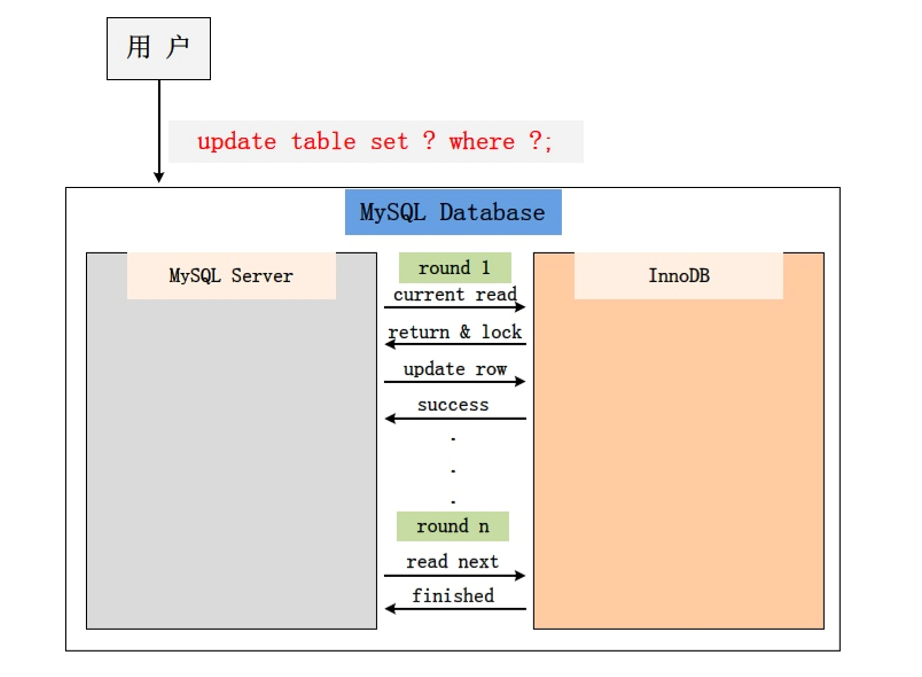 用 户
update table set ? where ?;
MySQL Database
MySQL Server
round 1
InnoDB
current read
return & lock
update row
success
.
.
.
round n
read next
finished